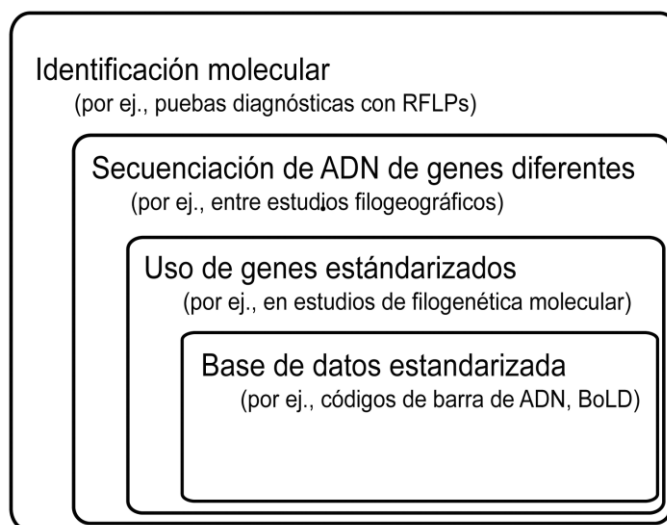 Identificación molecular
(por ej., puebas diagnósticas con RFLPs)
Secuenciación de ADN de genes diferentes
(por ej., entre estudios filogeográficos)
Uso de genes estándarizados
(por ej., en estudios de filogenética molecular)
Base de datos estandarizada
(por ej., códigos de barra de ADN, BoLD)